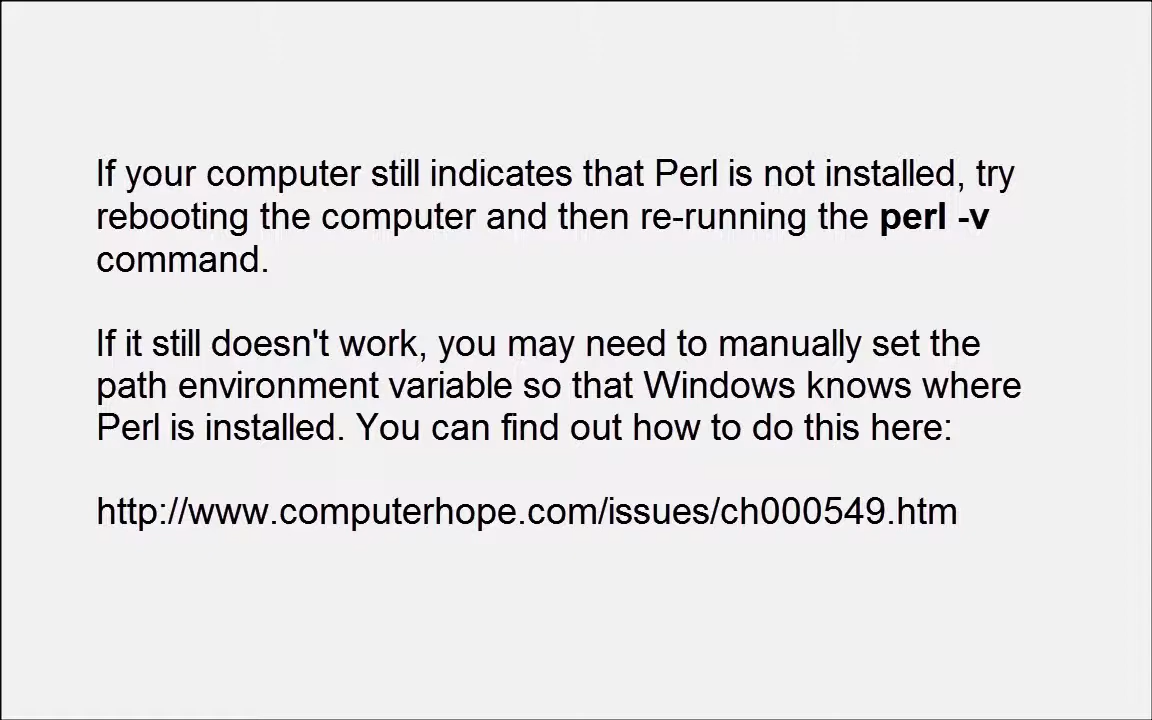 If your computer still indicates that Perl is not installed, try
rebooting the computer and then re-running the perl -v
command.
If it still doesn't work, you may need to manually set the
path environment variable so that Windows knows where
Perl is installed. You can find out how to do this here:
http://www.computerhope.com/issues/ch000549.htm